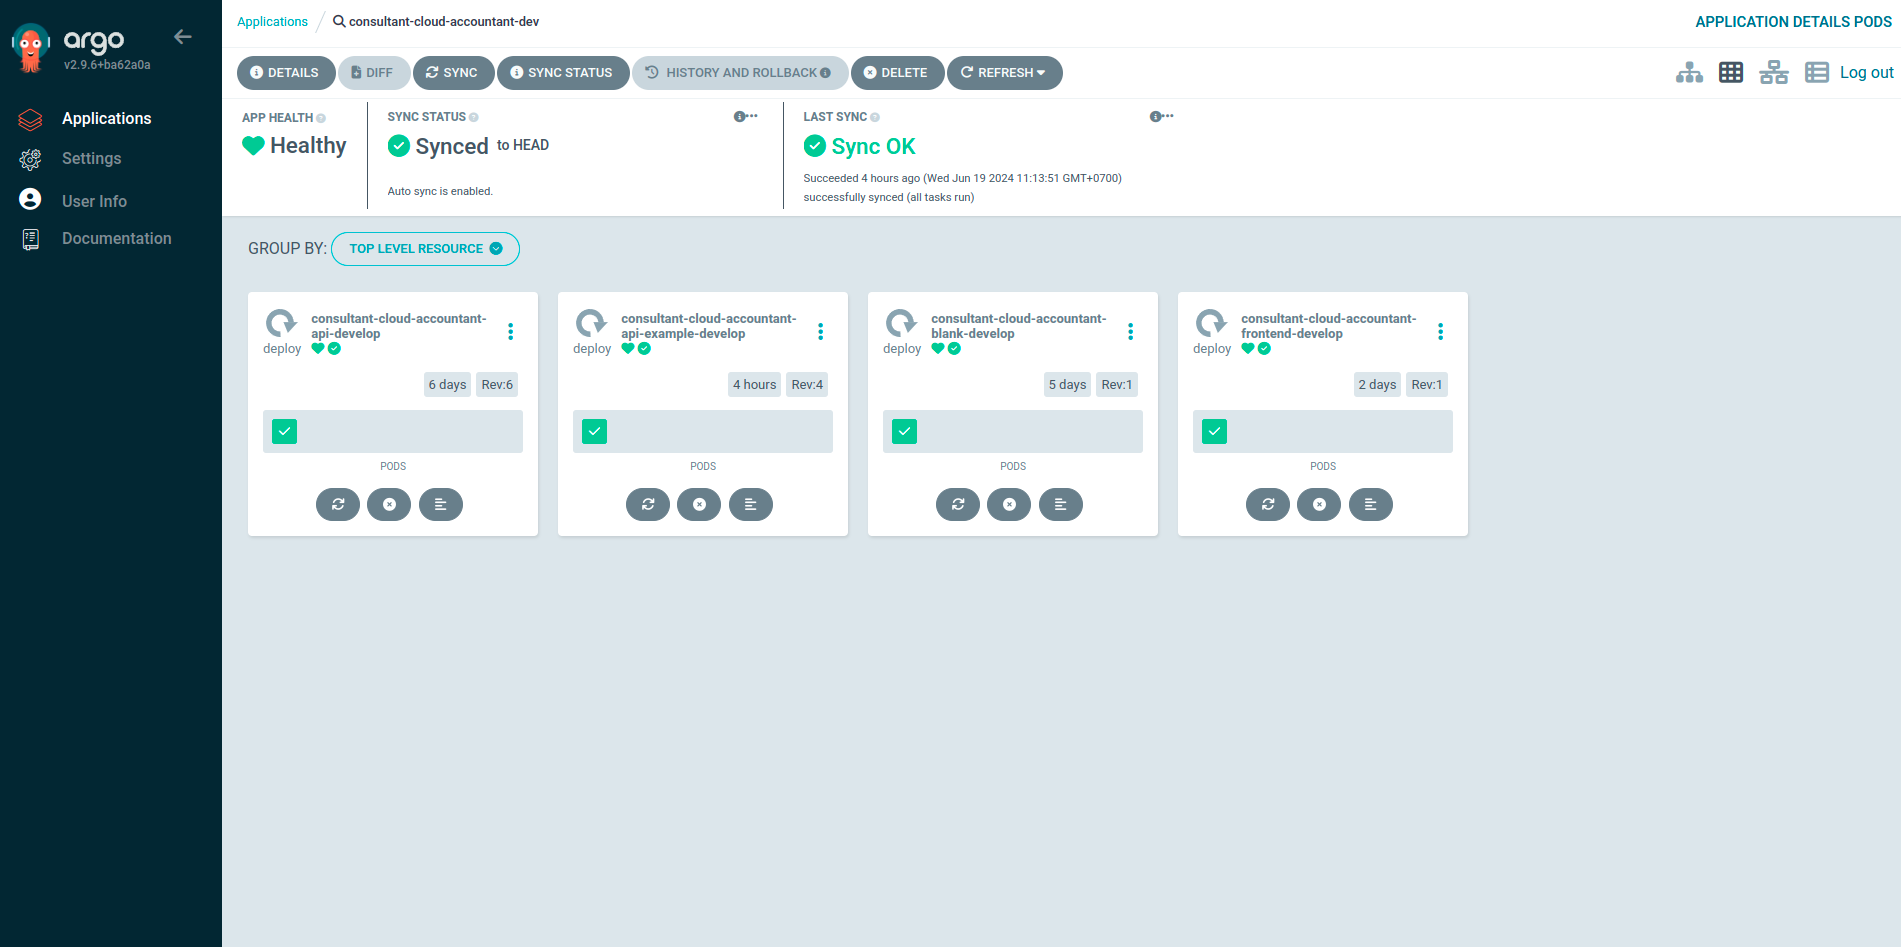 argo
v2.9.6+ba62a0a
Applications
Settings
User Info
Documentation
Applications / consultant-cloud-accountant-dev
APPLICATION DETAILS PODS
DETAILS DIFF SYNC SYNC STATUS HISTORY AND ROLLBACK DELETE REFRESH
Log out
APP HEALTH
Healthy
SYNC STATUS
Synced to HEAD
Auto sync is enabled.
LAST SYNC
Sync OK
Succeeded 4 hours ago (Wed Jun 19 2024 11:13:51 GMT+0700)
successfully synced (all tasks run)
GROUP BY: TOP LEVEL RESOURCE
consultant-cloud-accountant-
api-develop
deploy
6 days Rev:6
PODS
consultant-cloud-accountant-
api-example-develop
deploy
4 hours Rev:4
PODS
consultant-cloud-accountant-
blank-develop
deploy
5 days Rev:1
PODS
consultant-cloud-accountant-
frontend-develop
deploy
2 days Rev:1
PODS